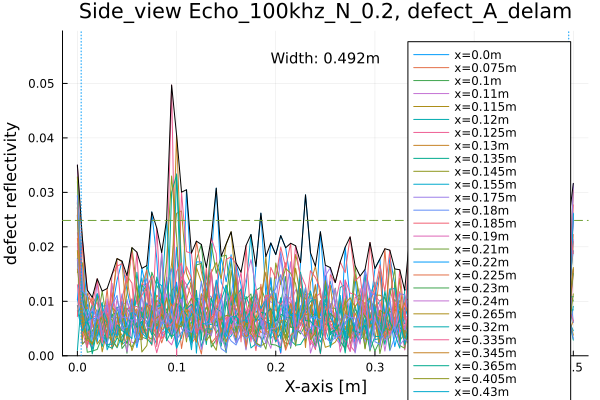 Side_view Echo_100khz_N_0.2, defect_A_delam
Width: 0.492m
defect reflectivity
0.05
0.04
0.03
0.02
0.01
0.00
0.0
0.1
0.2
0.3
.5
X-axis [m]
x=0.0m
x=0.075m
x=0.1m
x=0.11m
x=0.115m
x=0.12m
x=0.125m
x=0.13m
x=0.135m
x=0.145m
x=0.155m
x=0.175m
x=0.18m
x=0.185m
x=0.19m
x=0.21m
x=0.22m
x=0.225m
x=0.23m
x=0.24m
x=0.265m
x=0.32m
x=0.335m
x=0.345m
x=0.365m
x=0.405m
x=0.43m